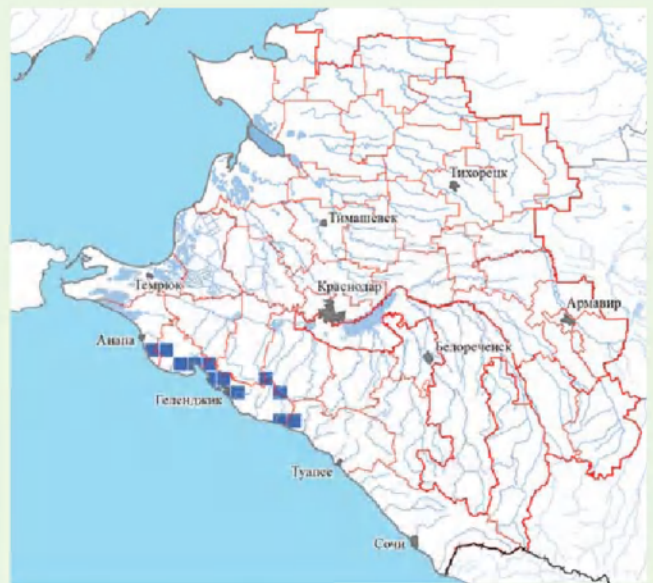 Тихорецк
Тимашевск
Темрюк
Краснодар
Армавир
Анапа
Белореченск
Геленджик
Туапсе
Сочи